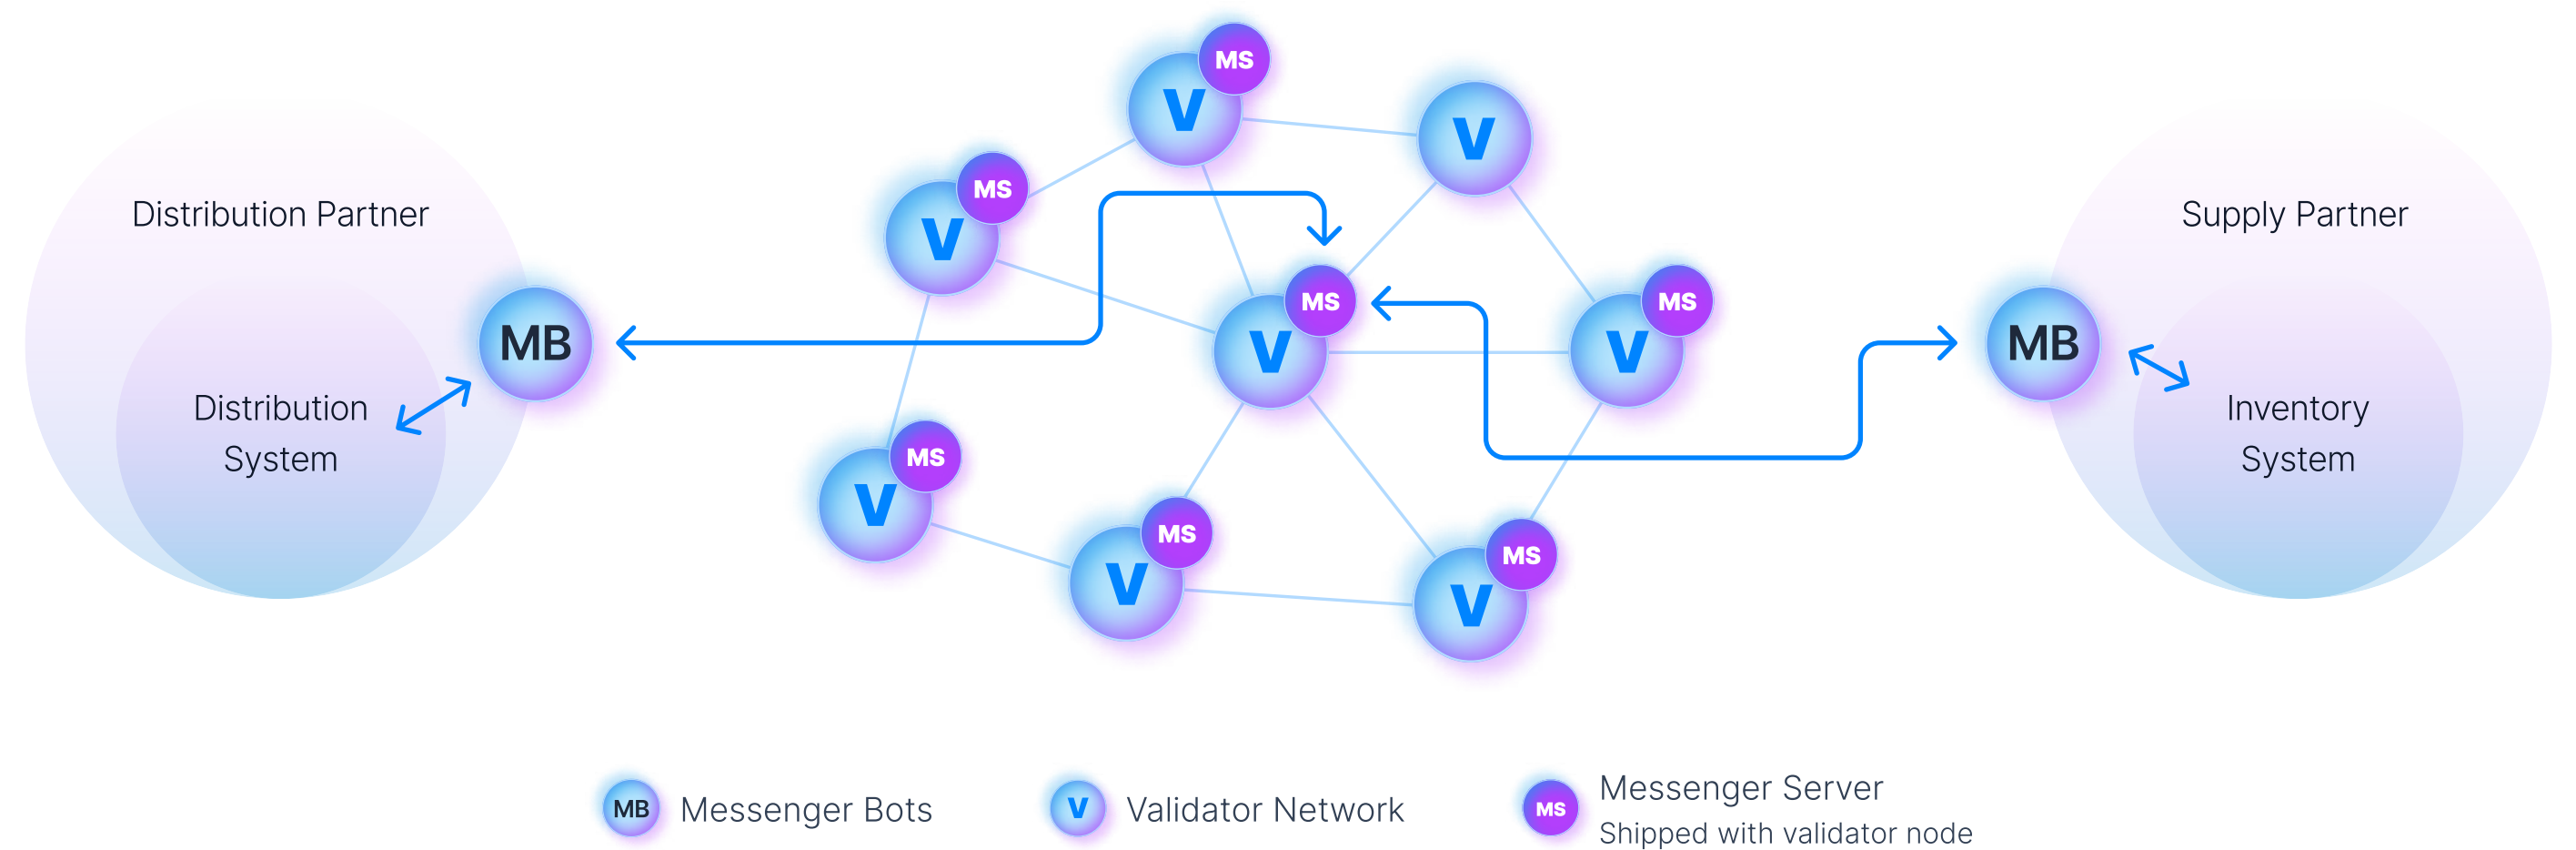 MS
V
V
MS
V
Distribution Partner
Supply Partner
MS
MS
MB
V
V
MB
Distribution
System
Inventory
System
MS
V
MS
V
MS
V
MB Messenger Bots
V Validator Network
MS Messenger Server
Shipped with validator node